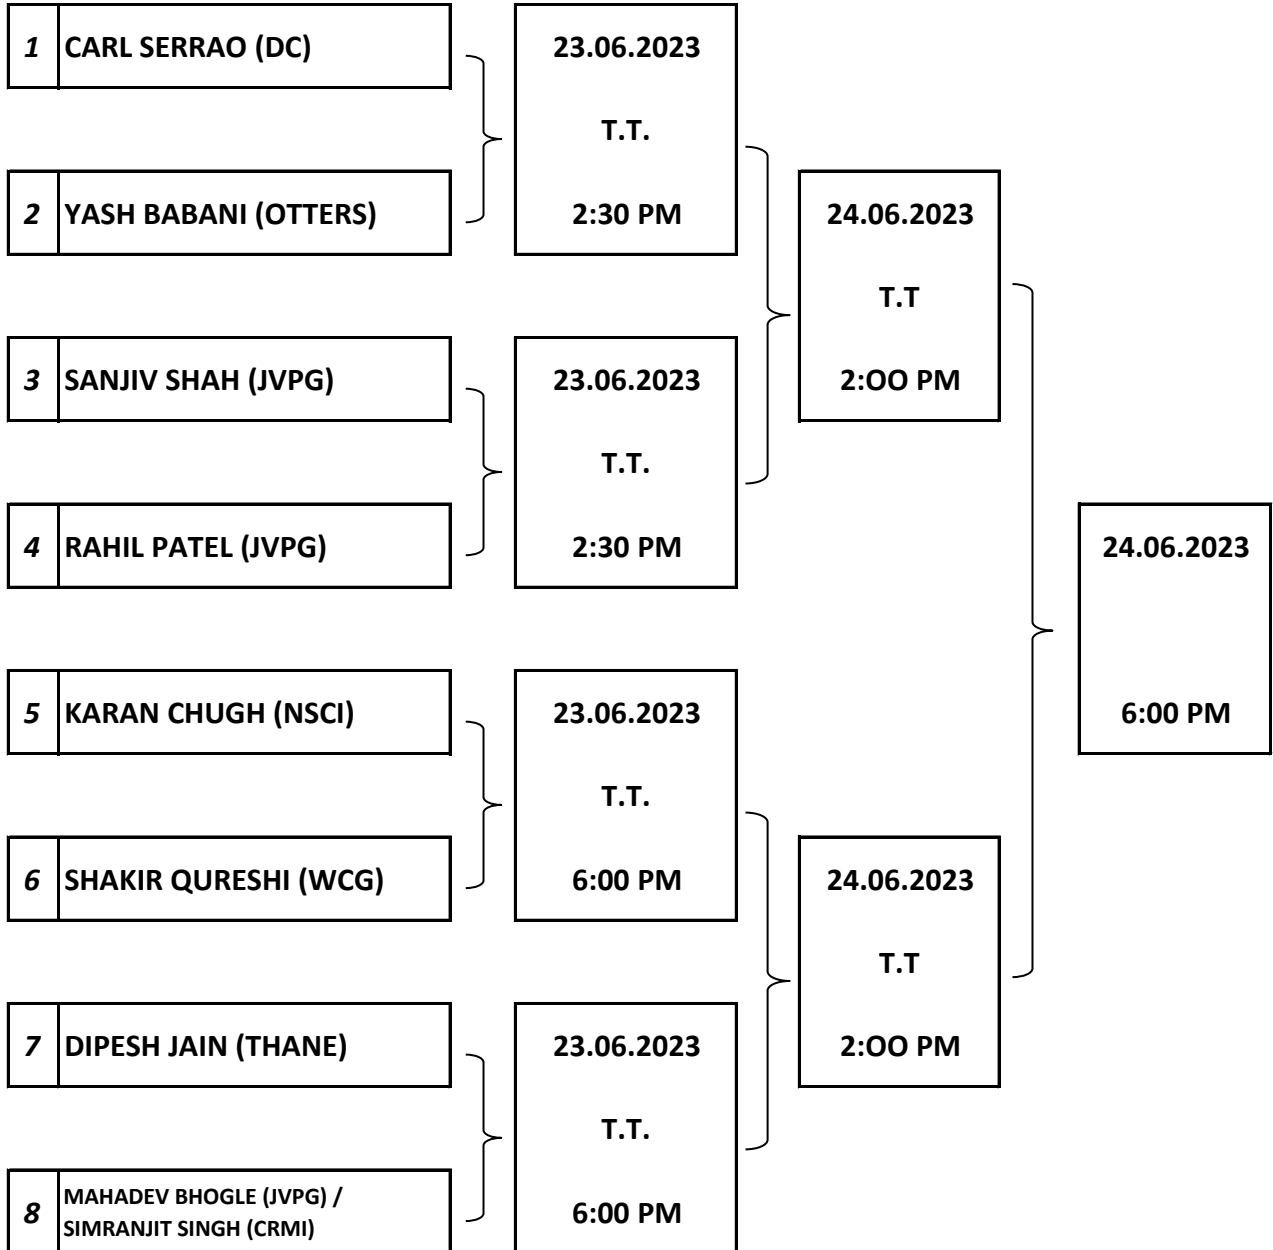 1 CARL SERRAO (DC)
23.06.2023
T.T.
2 YASH BABANI (OTTERS)
2:30 PM
24.06.2023
T.T
3 SANJIV SHAH (JVPG)
23.06.2023
2:OO PM
T.T.
4 RAHIL PATEL (JVPG)
2:30 PM
24.06.2023
5 KARAN CHUGH (NSCI)
23.06.2023
6:00 PM
T.T.
6 SHAKIR QURESHI (WCG)
6:00 PM
24.06.2023
T.T
7 DIPESH JAIN (THANE)
23.06.2023
2:OO PM
T.T.
8 MAHADEV BHOGLE (JVPG) /
SIMRANJIT SINGH (CRMI)
6:00 PM